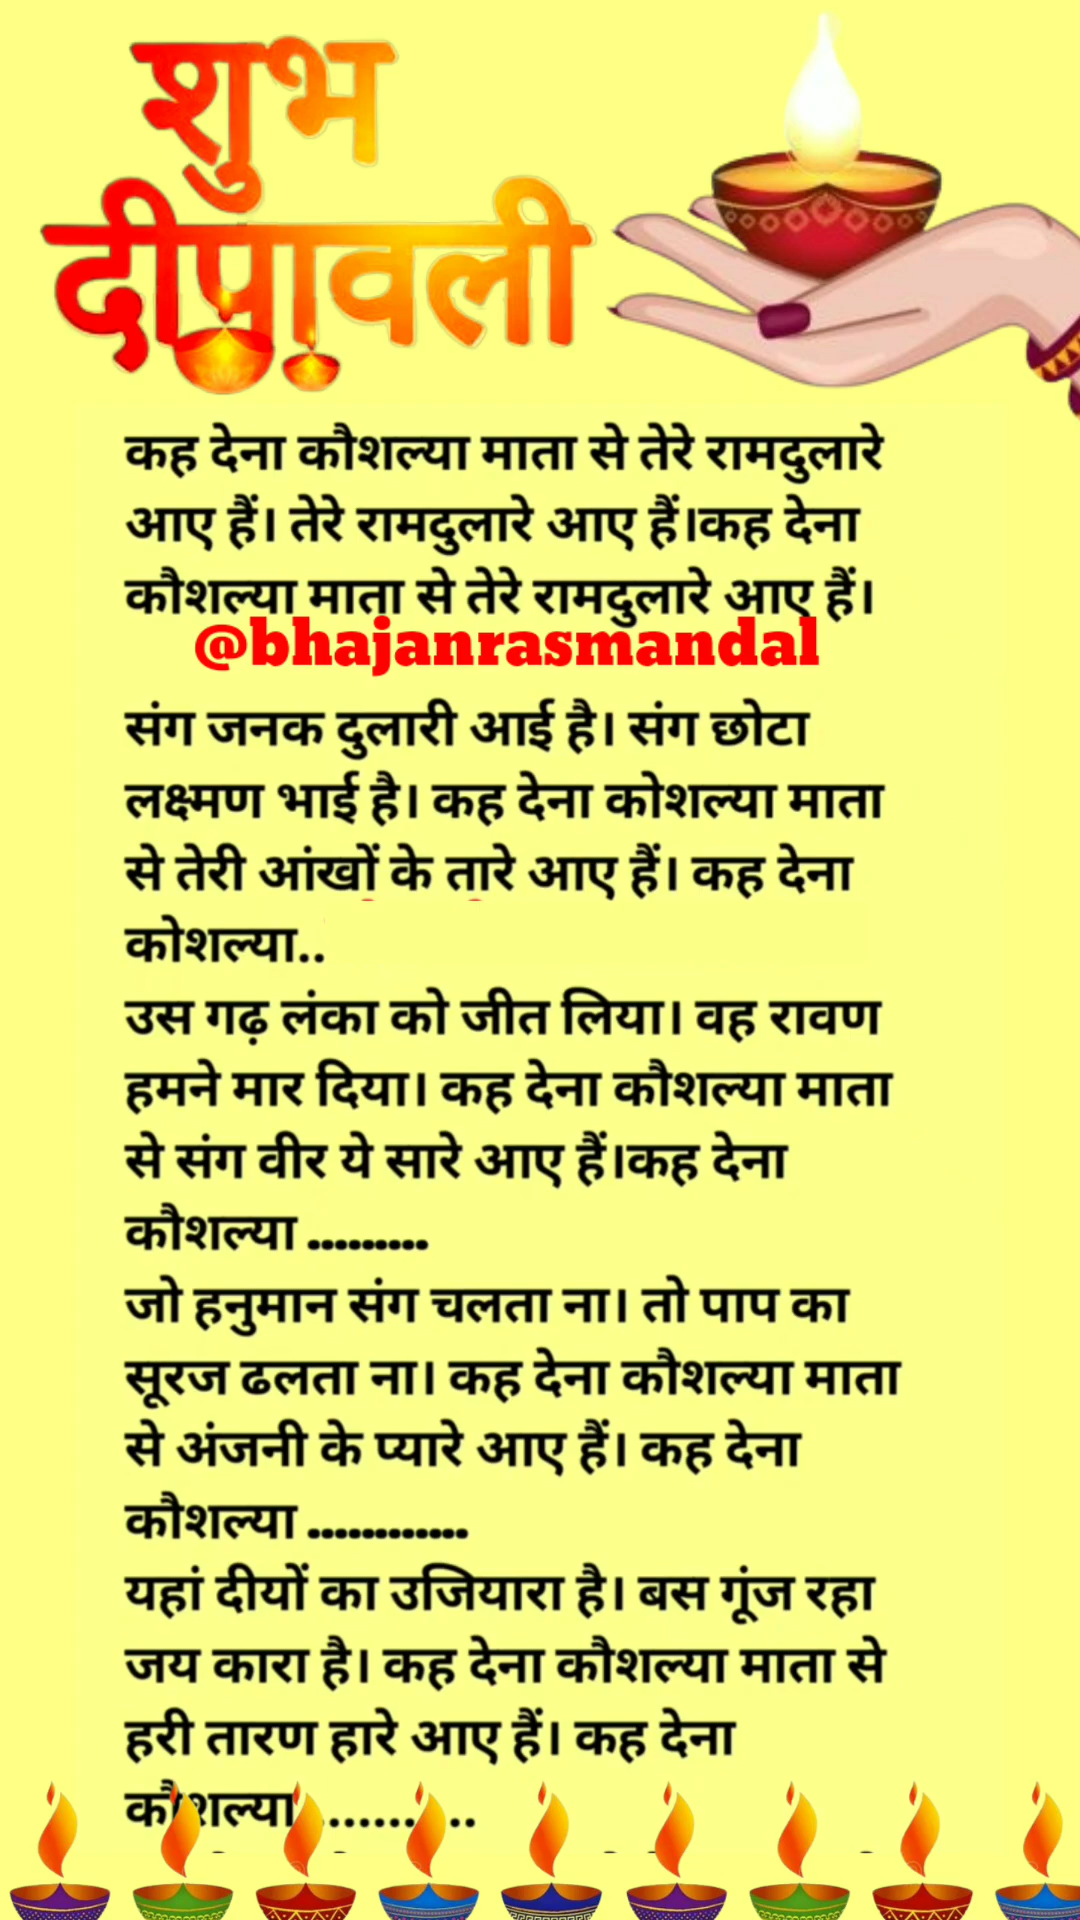 शुभ
दीपावली
कह देना कौशल्या माता से तेरे रामदुलारे
आए हैं। तेरे रामदुलारे आए हैं।कह देना
कौशल्या माता से तेरे रामदुलारे आए हैं।
@bhajanrasmandal
संग जनक दुलारी आई है। संग छोटा
लक्ष्मण भाई है। कह देना कोशल्या माता
से तेरी आंखों के तारे आए हैं। कह देना
कोशल्या..
उस गढ़ लंका को जीत लिया। वह रावण
हमने मार दिया। कह देना कौशल्या माता
से संग वीर ये सारे आए हैं।कह देना
कौशल्या .........
जो हनुमान संग चलता ना। तो पाप का
सूरज ढलता ना। कह देना कौशल्या माता
से अंजनी के प्यारे आए हैं। कह देना
कौशल्या ............
यहां दीयों का उजियारा है। बस गूंज रहा
जय कारा है। कह देना कौशल्या माता से
हरी तारण हारे आए हैं। कह देना
कौशल्या ...........